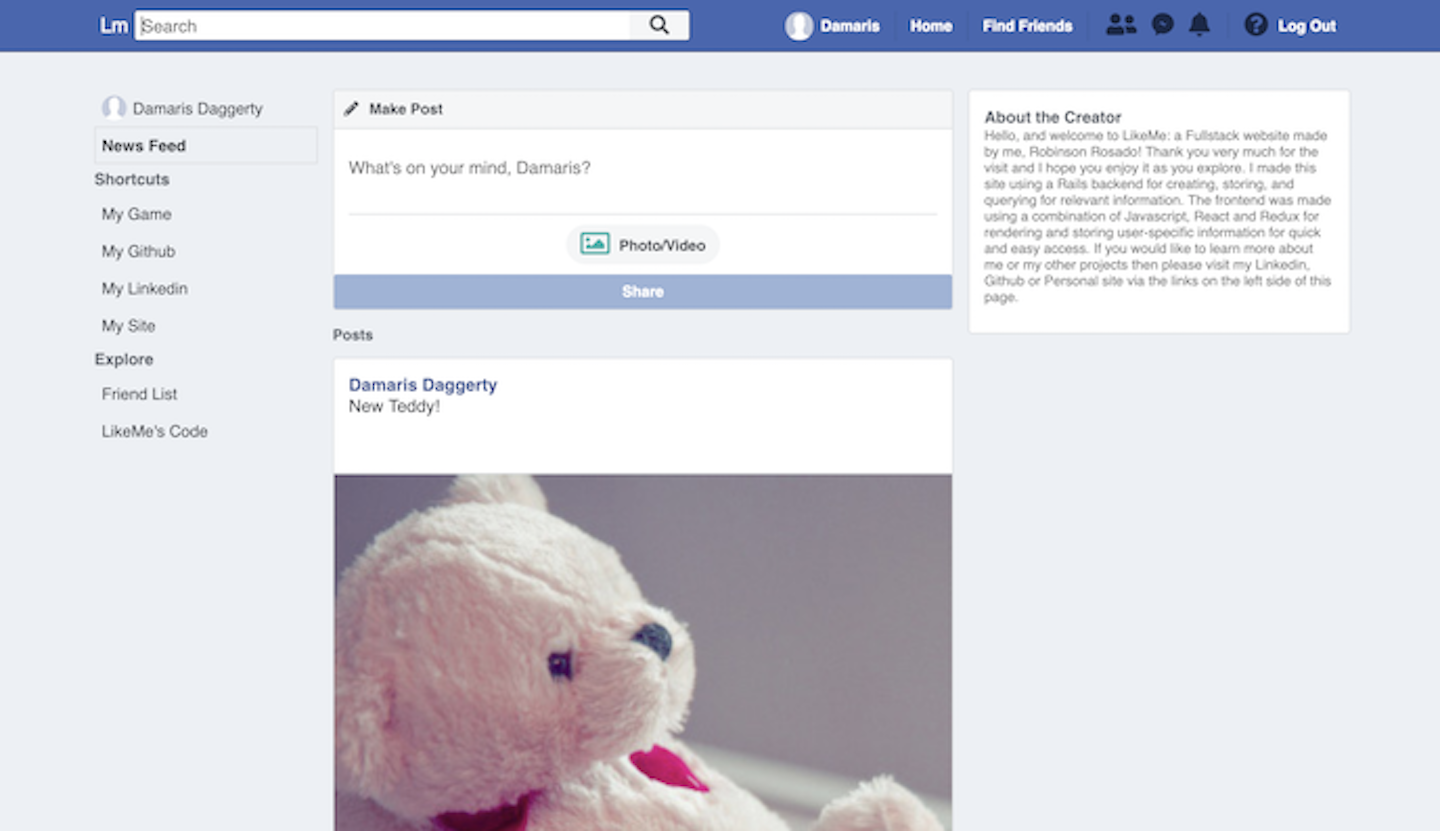 Lm
Search
Damaris
Home
Find Friends
Log Out
Damaris Daggerty
News Feed
Shortcuts
My Game
My Github
My Linkedin
My Site
Explore
Friend List
LikeMe's Code
Make Post
What's on your mind, Damaris?
Photo/Video
Share
Posts
Damaris Daggerty
New Teddy!
About the Creator
Hello, and welcome to LikeMe: a Fullstack website made
by me, Robinson Rosado! Thank you very much for the
visit and I hope you enjoy it as you explore. I made this
site using a Rails backend for creating, storing, and
querying for relevant information. The frontend was made
using a combination of Javascript, React and Redux for
rendering and storing user-specific information for quick
and easy access. If you would like to learn more about
me or my other projects then please visit my Linkedin,
Github or Personal site via the links on the left side of this
page.